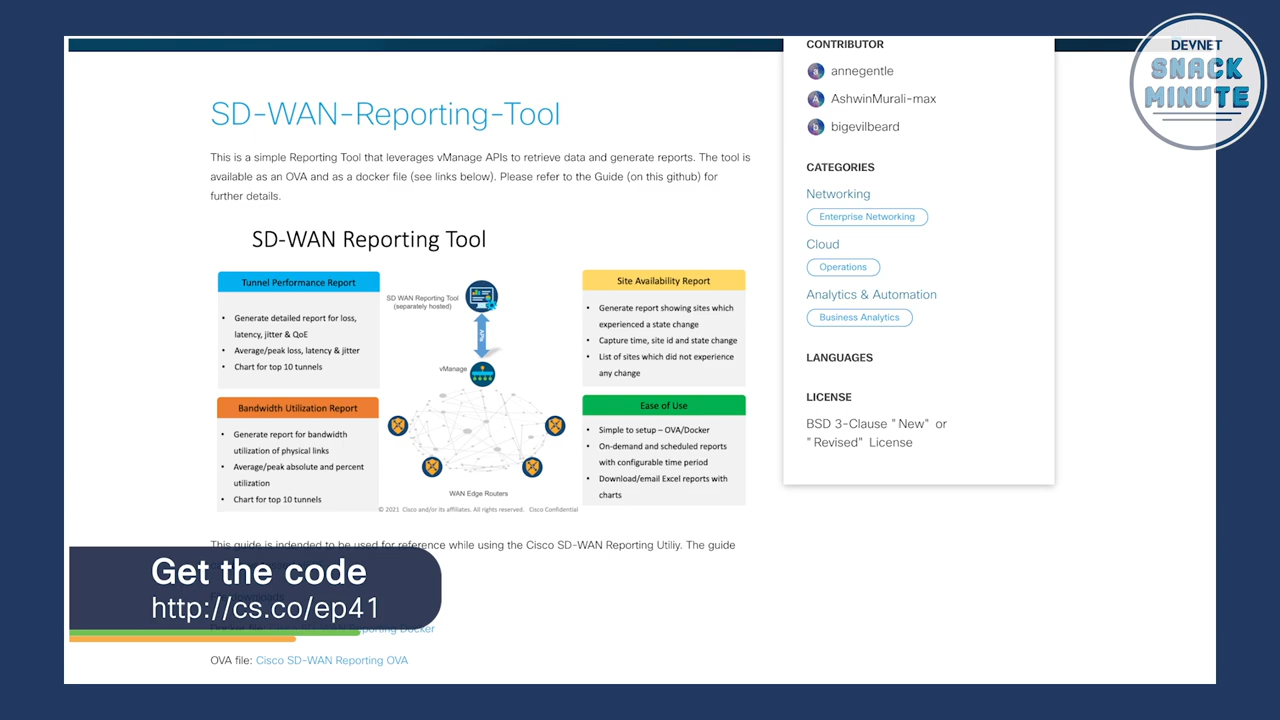 DEVNET
SNACK
MINUTE
SD-WAN-Reporting-Tool
This is a simple Reporting Tool that leverages vManage APIs to retrieve data and generate reports. The tool is
available as an OVA and as a docker file (see links below). Please refer to the Guide (on this github) for
further details.
SD-WAN Reporting Tool
Tunnel Performance Report
Generate detailed report for loss,
latency, jitter & QoE
Average/peak loss, latency & jitter
Chart for top 10 tunnels
Bandwidth Utilization Report
Generate report for bandwidth
utilization of physical links
Average/peak absolute and percent
utilization
Chart for top 10 tunnels
SD WAN Reporting Tool
(separately hosted)
APIs
vManage
WAN Edge Routers
Site Availability Report
Generate report showing sites which
experienced a state change
Capture time, site id and state change
List of sites which did not experience
any change
Ease of Use
Simple to setup – OVA/Docker
On-demand and scheduled reports
with configurable time period
Download/email Excel reports with
charts
© 2021 Cisco and/or its affiliates. All rights reserved. Cisco Confidential
This guide is indended to be used for reference while using the Cisco SD-WAN Reporting Utiliy. The guide
Get the code
http://cs.co/ep41
Reporting Docker
OVA file: Cisco SD-WAN Reporting OVA
CONTRIBUTOR
a annegentle
A AshwinMurali-max
b bigevilbeard
CATEGORIES
Networking
Enterprise Networking
Cloud
Operations
Analytics & Automation
Business Analytics
LANGUAGES
LICENSE
BSD 3-Clause "New" or
"Revised" License